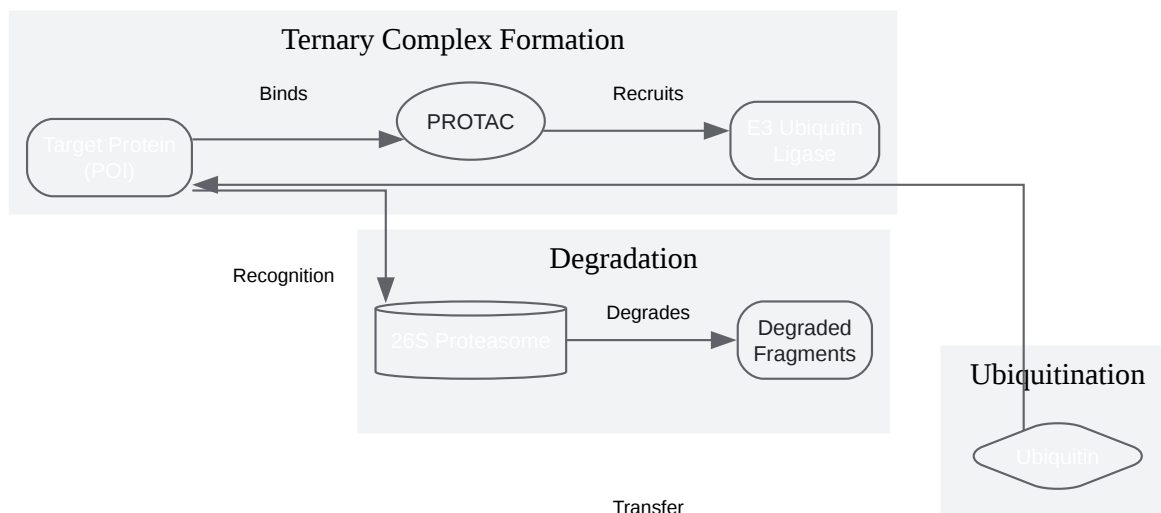 Ternary Complex Formation
Binds
Recruits
PROTAC
Target Protein
(POI)
E3 Ubiquitin
Ligase
Degradation
Recognition
Degrades
26S Proteasome
Degraded
Fragments
Ubiquitination
Ubiquitin
Transfer